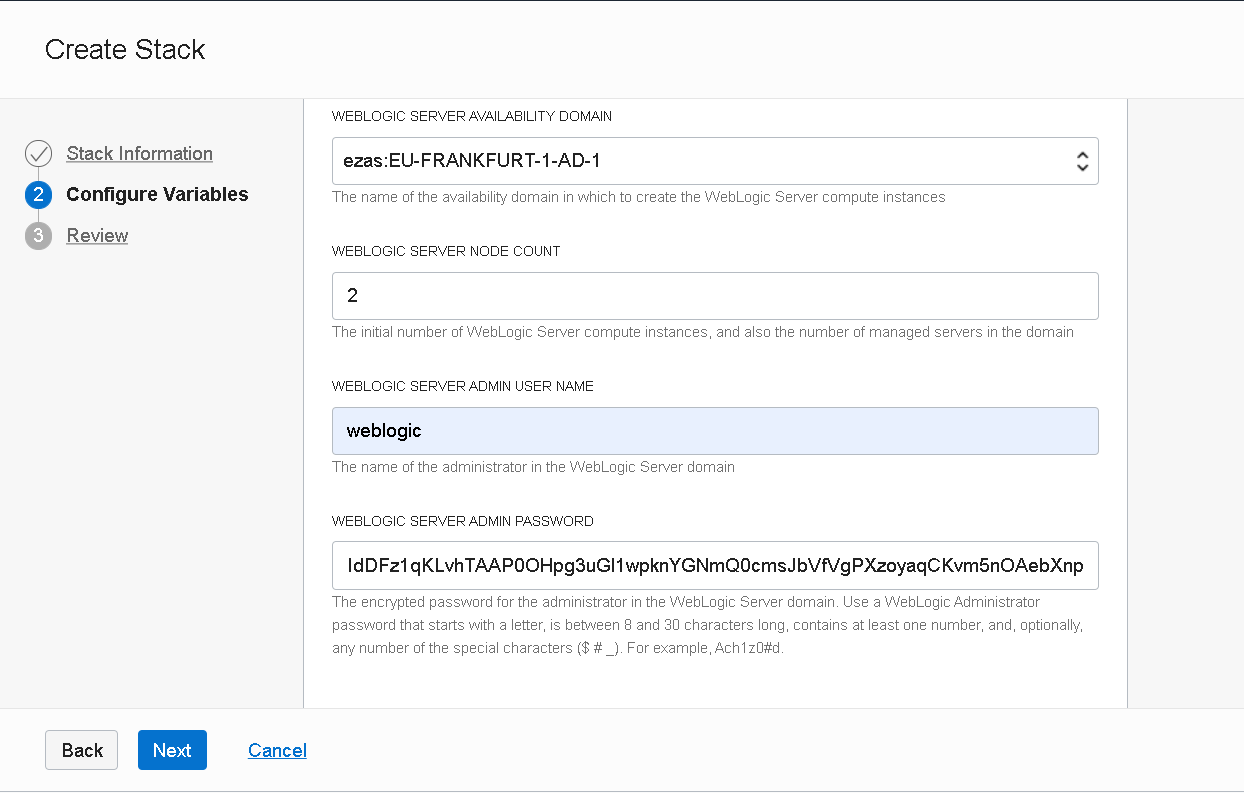 Create Stack
Stack Information
2 Configure Variables
3 Review
WEBLOGIC SERVER AVAILABILITY DOMAIN
ezas:EU-FRANKFURT-1-AD-1
The name of the availability domain in which to create the WebLogic Server compute instances
WEBLOGIC SERVER NODE COUNT
2
The initial number of WebLogic Server compute instances, and also the number of managed servers in the domain
WEBLOGIC SERVER ADMIN USER NAME
weblogic
The name of the administrator in the WebLogic Server domain
WEBLOGIC SERVER ADMIN PASSWORD
IdDFz1qKLvhTAAP0OHpg3uGl1wpknYGNmQ0cmsJbVfVgPXzoyaqCKvm5nOAebXnp
The encrypted password for the administrator in the WebLogic Server domain. Use a WebLogic Administrator
password that starts with a letter, is between 8 and 30 characters long, contains at least one number, and, optionally,
any number of the special characters ($ # _). For example, Ach1z0#d.
Back Next Cancel